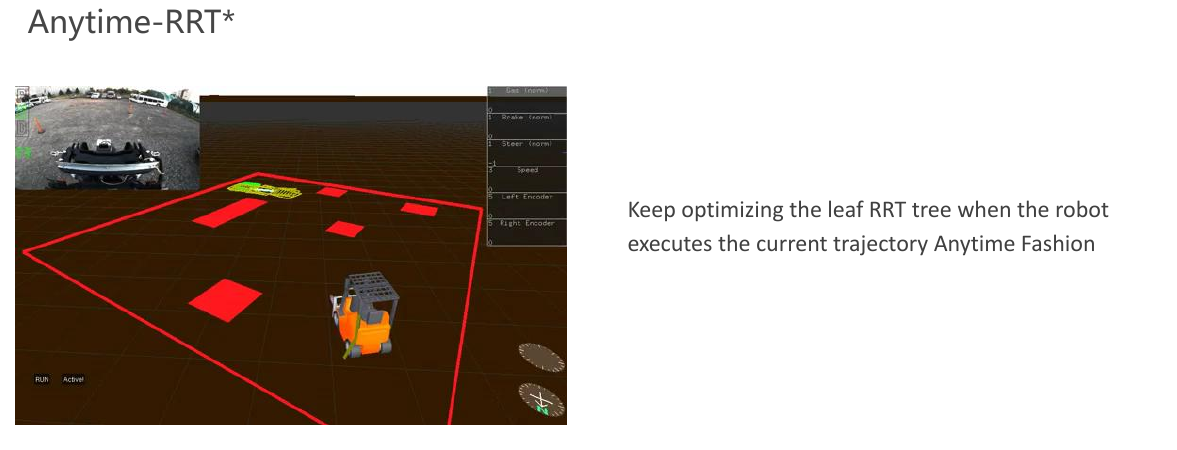 Anytime-RRT*
Gas (norm)
Brake (norm)
Steer (norm)
Speed
Left Encoder
Right Encoder
Keep optimizing the leaf RRT tree when the robot
executes the current trajectory Anytime Fashion
RUN Active!